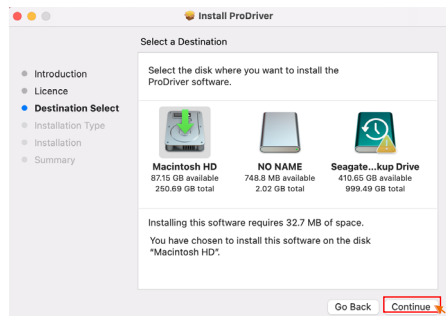 Install ProDriver
Select a Destination
Introduction
Licence
Destination Select
Installation Type
Installation
Summary
Select the disk where you want to install the
ProDriver software.
Macintosh HD
87.15 GB available
250.69 GB total
NO NAME
748.8 MB available
2.02 GB total
Seagate...kup Drive
410.65 GB available
999.49 GB total
Installing this software requires 32.7 MB of space.
You have chosen to install this software on the disk
“Macintosh HD”.
Go Back
Continue